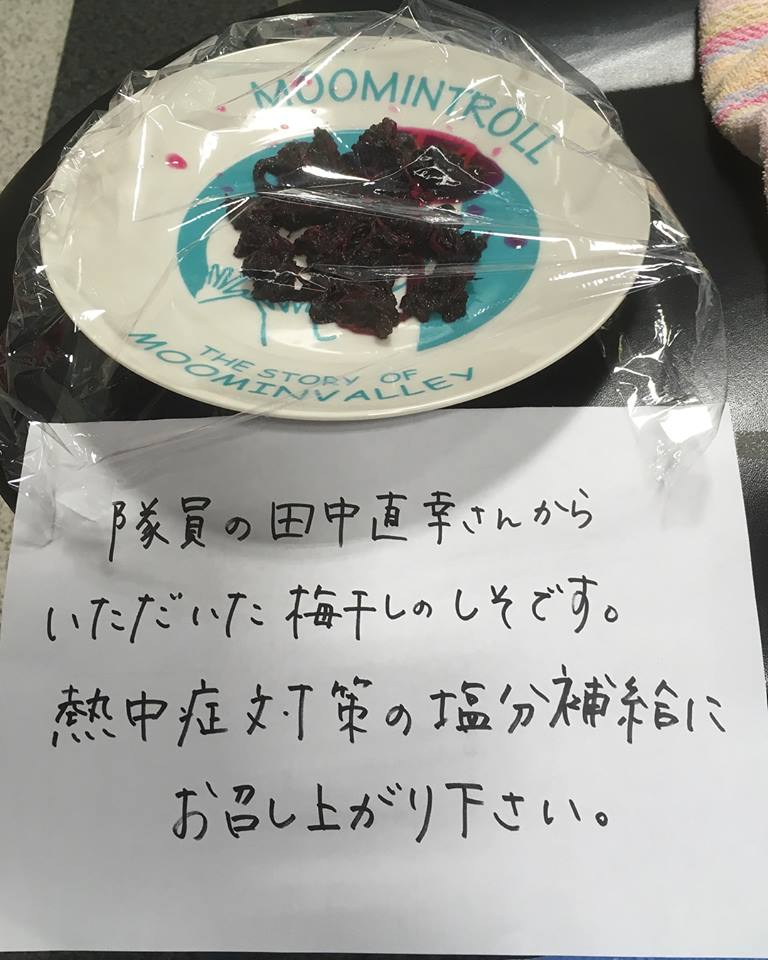 MOOMINTROLL
THE STORY OF
MOOMINVALLEY
隊員の田中直幸さんから
いただいた梅干しのしそです。
熱中症対策の塩分補給に
お召し上がり下さい。